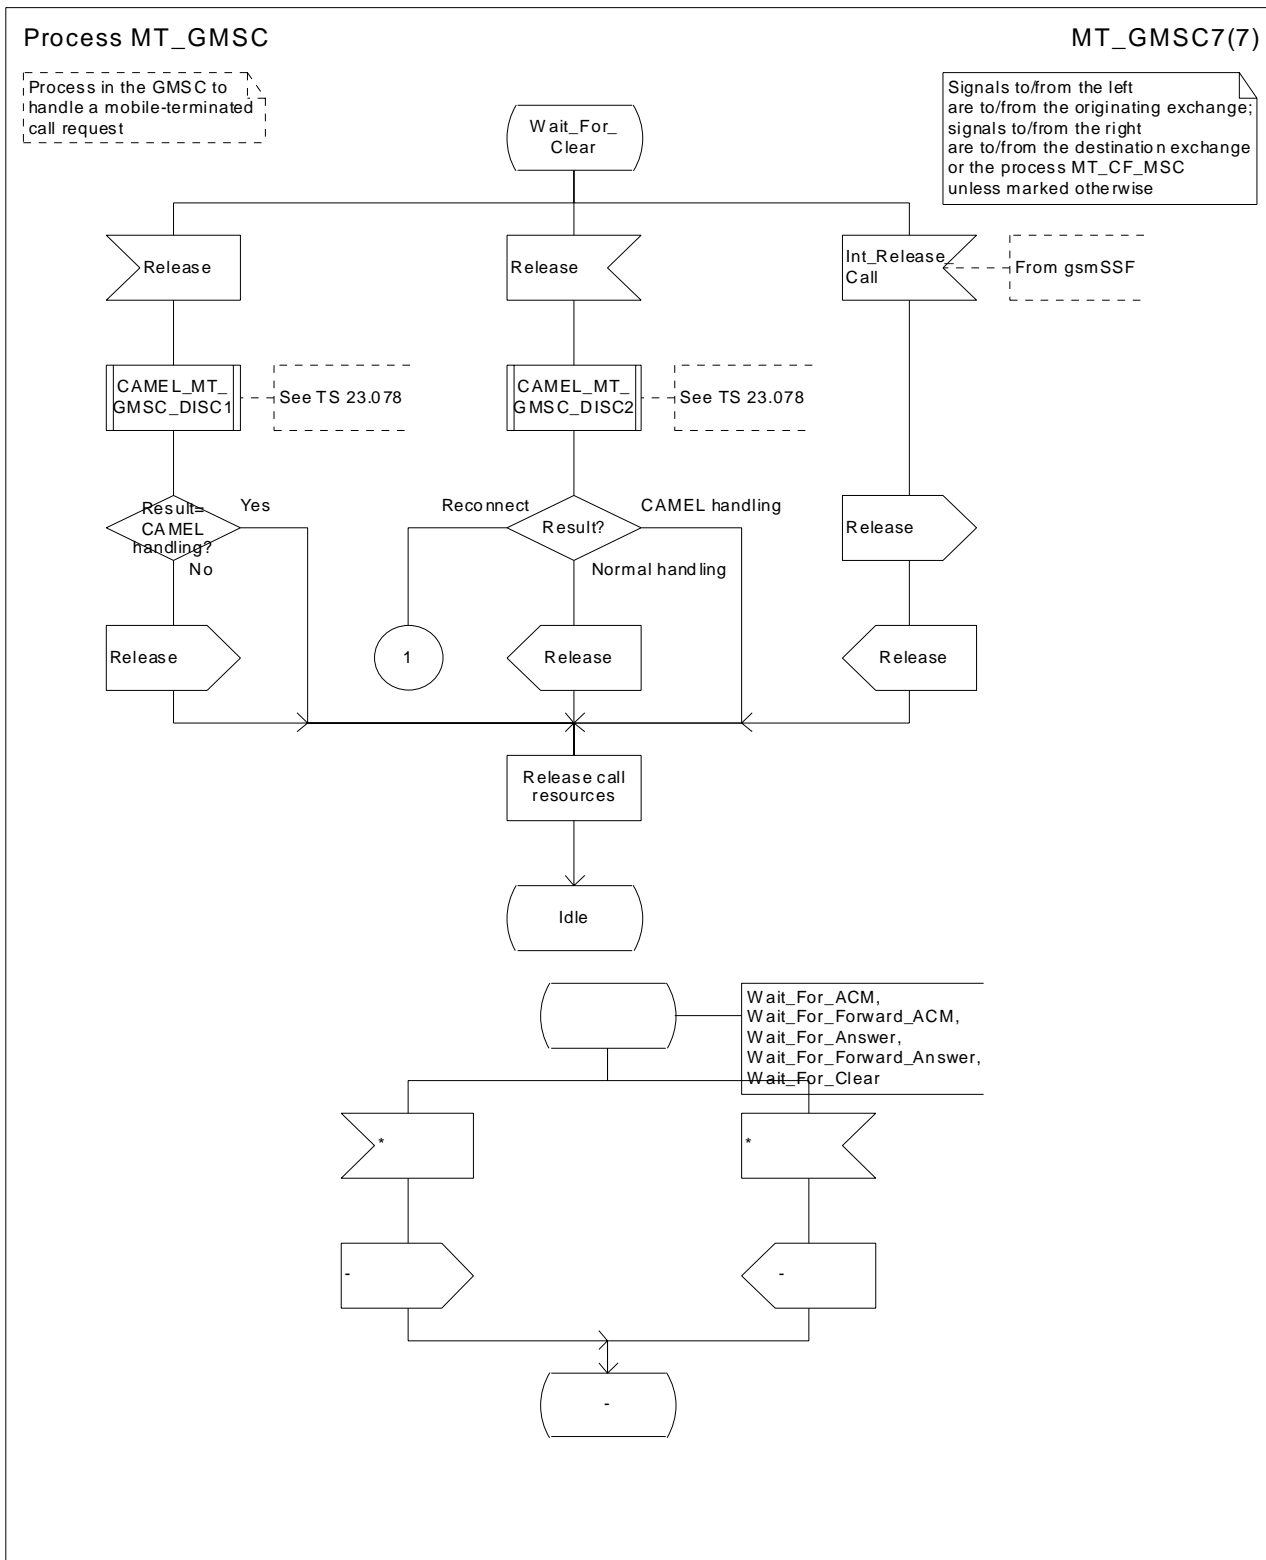 Process MT_GMSC
MT_GMSC7(7)
Process in the GMSC to
handle a mobile-terminated
call request
Signals to/from the left
are to/from the originating exchange;
signals to/from the right
are to/from the destination exchange
or the process MT_CF_MSC
unless marked otherwise
Wait_For_
Clear
Release
Release
Int_Release_
Call
From gsmSSF
CAMEL_MT_
GMSC_DISC1
See TS 23.078
CAMEL_MT_
GMSC_DISC2
See TS 23.078
Result=
CAMEL
handling?
Yes
No
Reconnect
Result?
CAMEL handling
Normal handling
Release
Release
1
Release
Release
Release call
resources
Idle
Wait_For_ACM,
Wait_For_Forward_ACM,
Wait_For_Answer,
Wait_For_Forward_Answer,
Wait_For_Clear
*
*
-
-
-